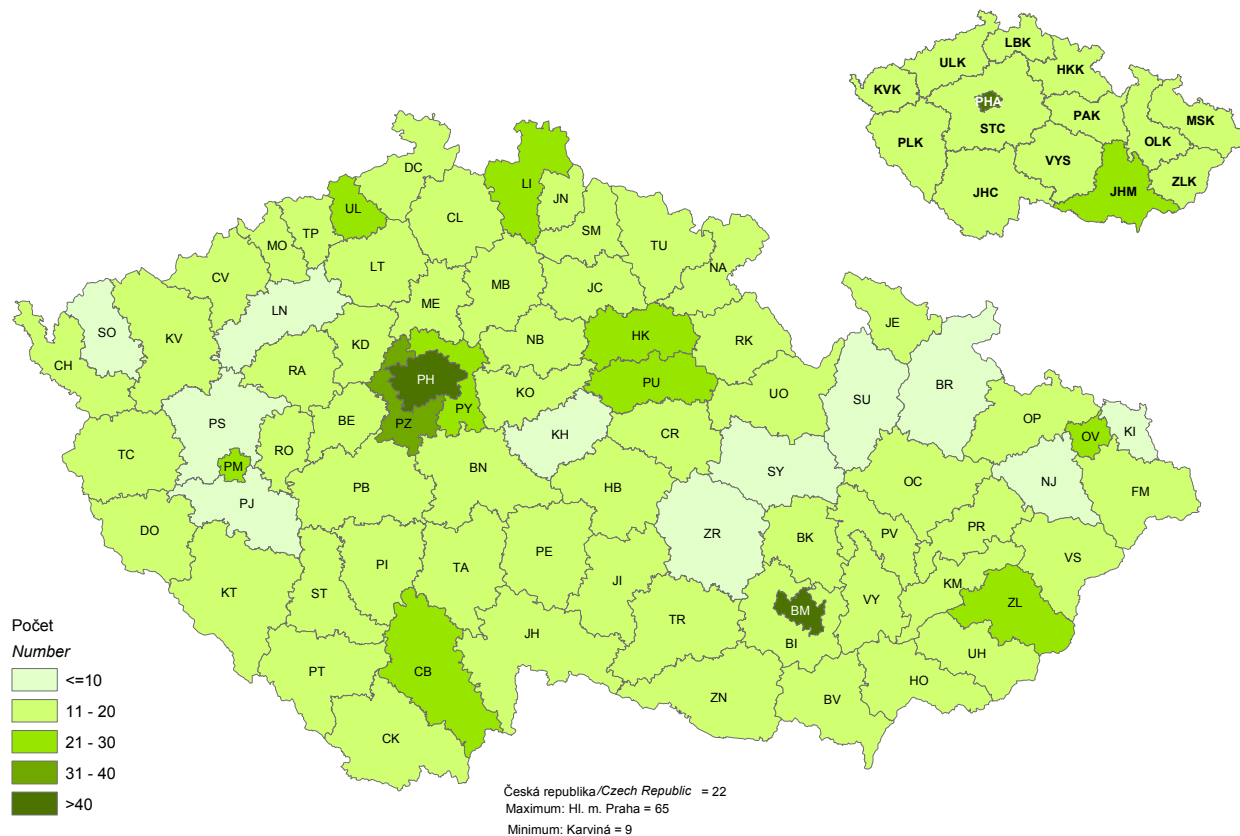 LBK
ULK
HKK
KVK
PHA
PAK
MSK
STC
OLK
PLK
VYS
ZLK
JHM
JHC
DC
LI
JN
UL
CL
SM
TP
MO
TU
NA
CV
LT
MB
JC
ME
LN
SO
KV
HK
JE
NB
RK
KD
CH
RA
PH
PU
BR
SU
KO
UO
OP
PY
BE
PZ
PS
KH
CR
OV
KI
RO
TC
PM
BN
SY
OC
NJ
FM
PB
HB
PJ
DO
PR
ZR
BK
PV
PE
VS
PI
TA
JI
KT
ST
KM
VY
ZL
BM
TR
Počet
JH
BI
UH
Number
PT
CB
HO
<=10
ZN
BV
11 - 20
CK
21 - 30
31 - 40
>40
Česká republika/Czech Republic = 22
Maximum: Hl. m. Praha = 65
Minimum: Karviná = 9